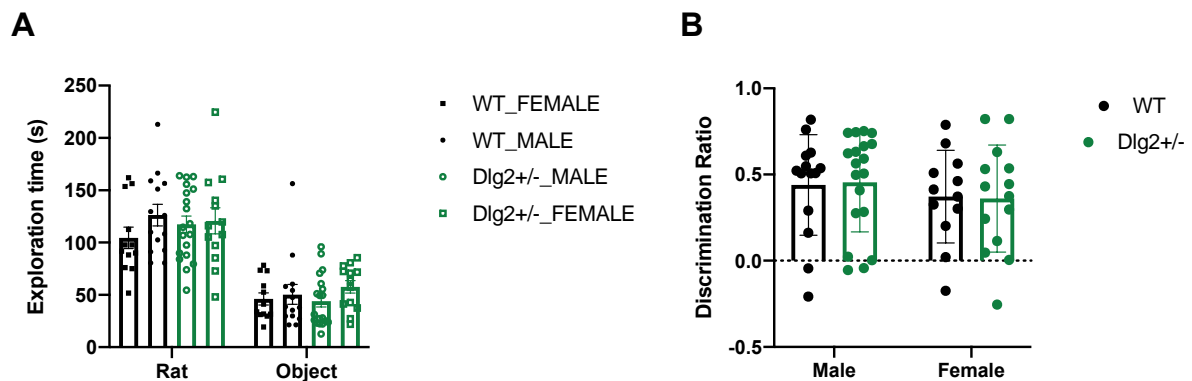 A
Exploration time (s)
250
200
150
100
50
0
Rat
Object
WT_FEMALE
WT_MALE
Dlg2+/-_MALE
Dlg2+/-_FEMALE
B
Discrimination Ratio
1.0
0.5
0.0
-0.5
Male
Female
WT
Dlg2+/-